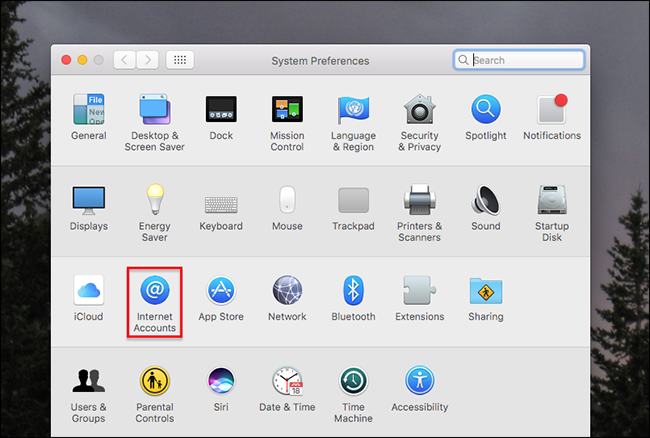 System Preferences
Search
File
New
General
Desktop &
Screen Saver
Dock
Mission
Control
Language
& Region
Security
& Privacy
Spotlight
Notifications
Displays
Energy
Saver
Keyboard
Mouse
Trackpad
Printers &
Scanners
Sound
Startup
Disk
iCloud
@
Internet
Accounts
App Store
Network
Bluetooth
Extensions
Sharing
Users &
Groups
Parental
Controls
Siri
18
Date & Time
Time
Machine
Accessibility